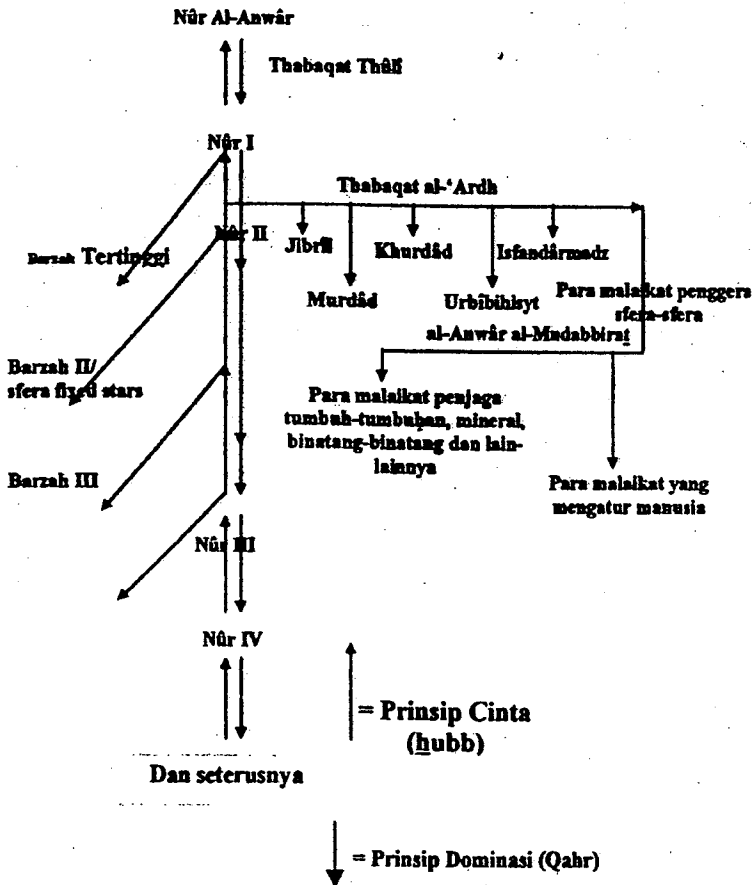 Nûr Al-Anwâr
Thabaqat Thûlî
Nûr I
Thabaqat al-‘Ardh
Nûr II
Jibrîl
Khurdâd
Isfandârmadz
Barzah Tertinggi
Murdâd
Urbîbihisyt
Para malaikat penggera
sfera-sfera
al-Anwâr al-Mudabbirat
Barzah II/
sfera fixed stars
Para malaikat penjaga
tumbuh-tumbuhan, mineral,
binatang-binatang dan lain-
lainnya
Barzah III
Para malaikat yang
mengatur manusia
Nûr III
Nûr IV
= Prinsip Cinta
(hubb)
Dan seterusnya
= Prinsip Dominasi (Qahr)